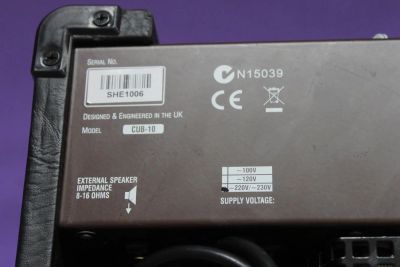 SERIAL NO.
SHE1006
DESIGNED & ENGINEERED IN THE UK
MODEL CUB-10
N15039
CE
EXTERNAL SPEAKER
IMPEDANCE
8-16 OHMS
~100V
~120V
~220V/~230V
SUPPLY VOLTAGE: